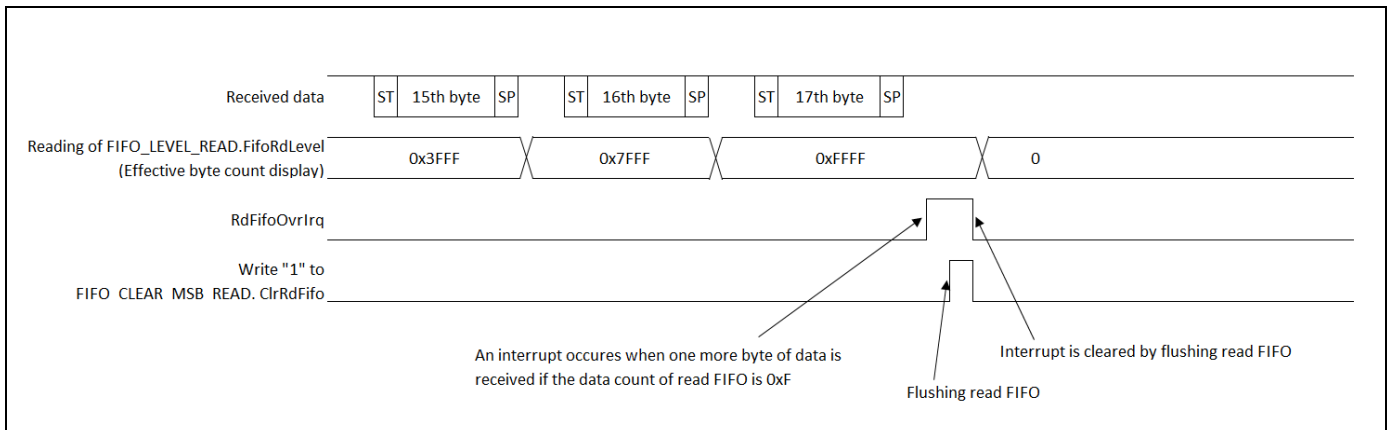 Received data
ST 15th byte SP ST 16th byte SP ST 17th byte SP
Reading of FIFO_LEVEL_READ.FifoRdLevel
(Effective byte count display)
0x3FFF 0x7FFF 0xFFFF 0
RdFifoOvrIrq
Write "1" to
FIFO_CLEAR_MSB_READ. ClrRdFifo
An interrupt occures when one more byte of data is
received if the data count of read FIFO is 0xF
Interrupt is cleared by flushing read FIFO
Flushing read FIFO